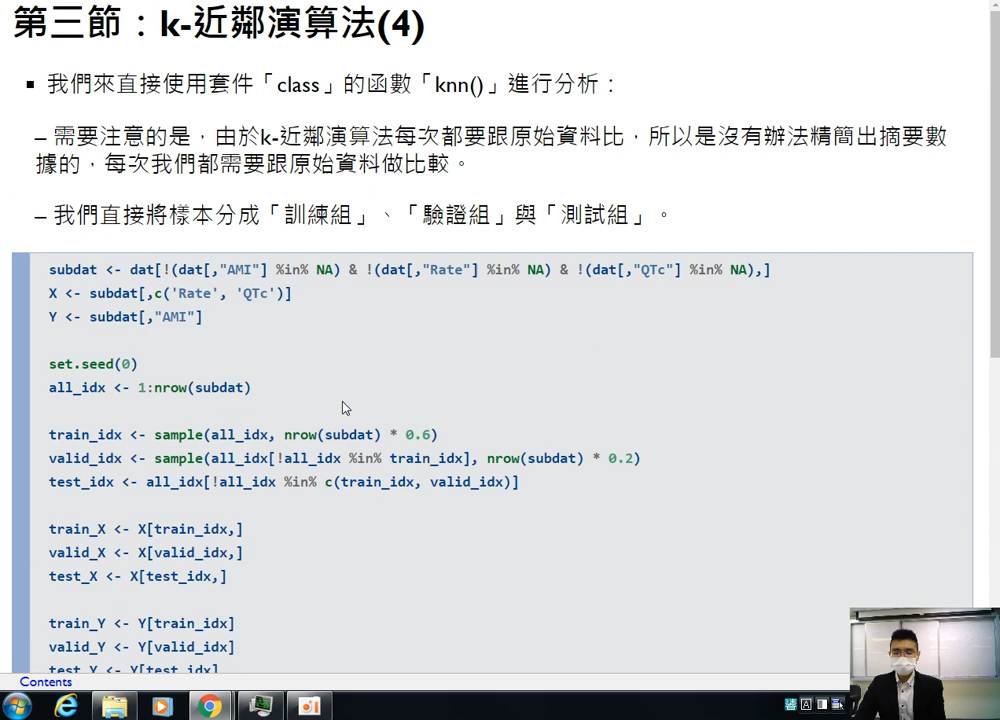 第三節：k-近鄰演算法(4)
▪ 我們來直接使用套件「class」的函數「knn()」進行分析：
– 需要注意的是，由於k-近鄰演算法每次都要跟原始資料比，所以是沒有辦法精簡出摘要數
據的，每次我們都需要跟原始資料做比較。
– 我們直接將樣本分成「訓練組」、「驗證組」與「測試組」。
subdat <- dat[!(dat[,"AMI"] %in% NA) & !(dat[,"Rate"] %in% NA) & !(dat[,"QTc"] %in% NA),]
X <- subdat[,c('Rate', 'QTc')]
Y <- subdat[,"AMI"]
set.seed(0)
all_idx <- 1:nrow(subdat)
train_idx <- sample(all_idx, nrow(subdat) * 0.6)
valid_idx <- sample(all_idx[!all_idx %in% train_idx], nrow(subdat) * 0.2)
test_idx <- all_idx[!all_idx %in% c(train_idx, valid_idx)]
train_X <- X[train_idx,]
valid_X <- X[valid_idx,]
test_X <- X[test_idx,]
train_Y <- Y[train_idx]
valid_Y <- Y[valid_idx]
test_Y <- Y[test_idx]
Contents